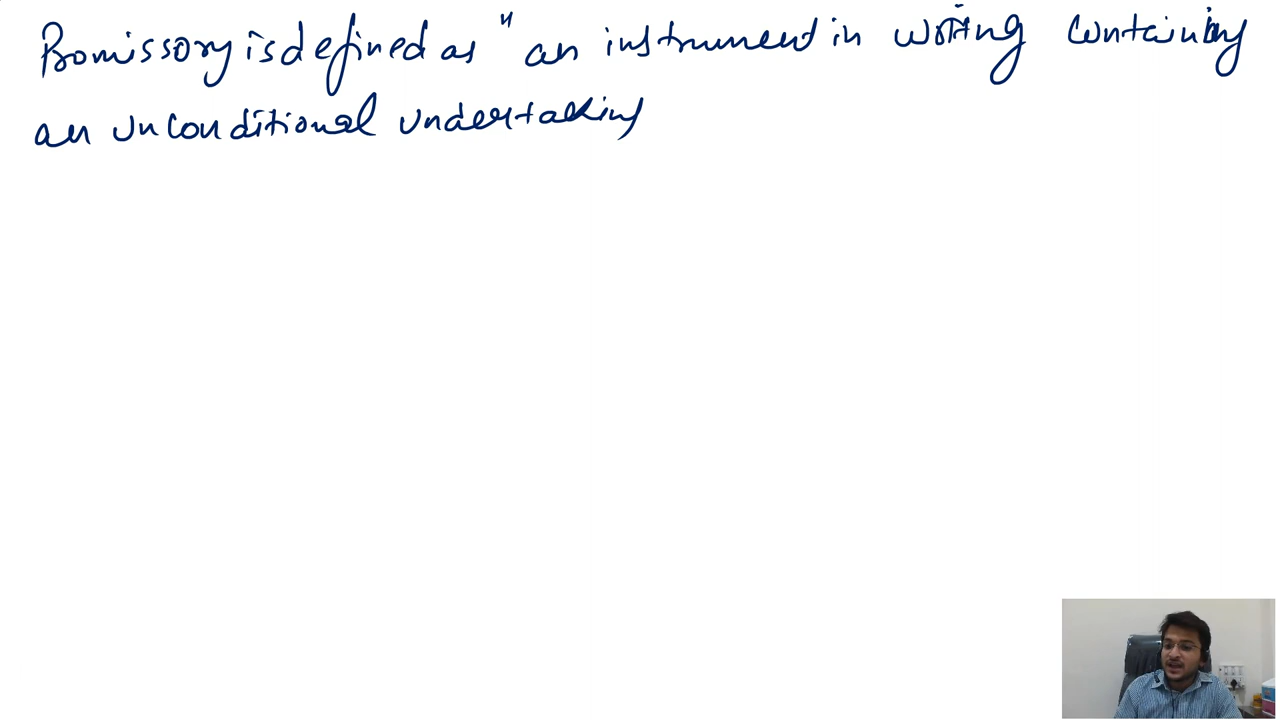 Promissory is defined as " an instrument in writing containing
an unconditional undertaking